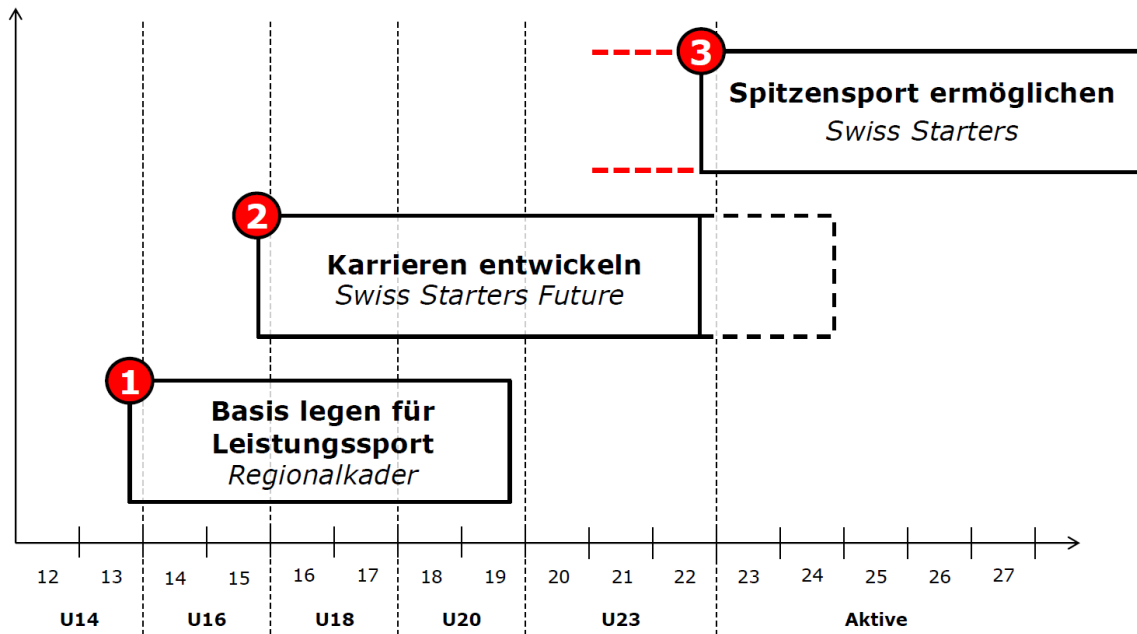 3
Spitzensport ermöglichen
Swiss Starters
2
Karrieren entwickeln
Swiss Starters Future
1
Basis legen für
Leistungssport
Regionalkader
12 13 14 15 16 17 18 19 20 21 22 23 24 25 26 27
U14 U16 U18 U20 U23 Aktive